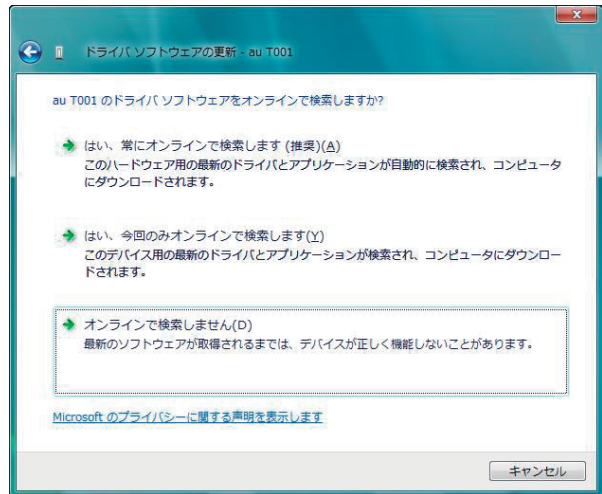 ドライバ ソフトウェアの更新 - au T001
au T001 のドライバ ソフトウェアをオンラインで検索しますか?
はい、常にオンラインで検索します (推奨)(A)
このハードウェア用の最新のドライバとアプリケーションが自動的に検索され、コンピュータ
にダウンロードされます。
はい、今回のみオンラインで検索します(Y)
このデバイス用の最新のドライバとアプリケーションが検索され、コンピュータにダウンロー
ドされます。
オンラインで検索しません(D)
最新のソフトウェアが取得されるまでは、デバイスが正しく機能しないことがあります。
Microsoft のプライバシーに関する声明を表示します
キャンセル